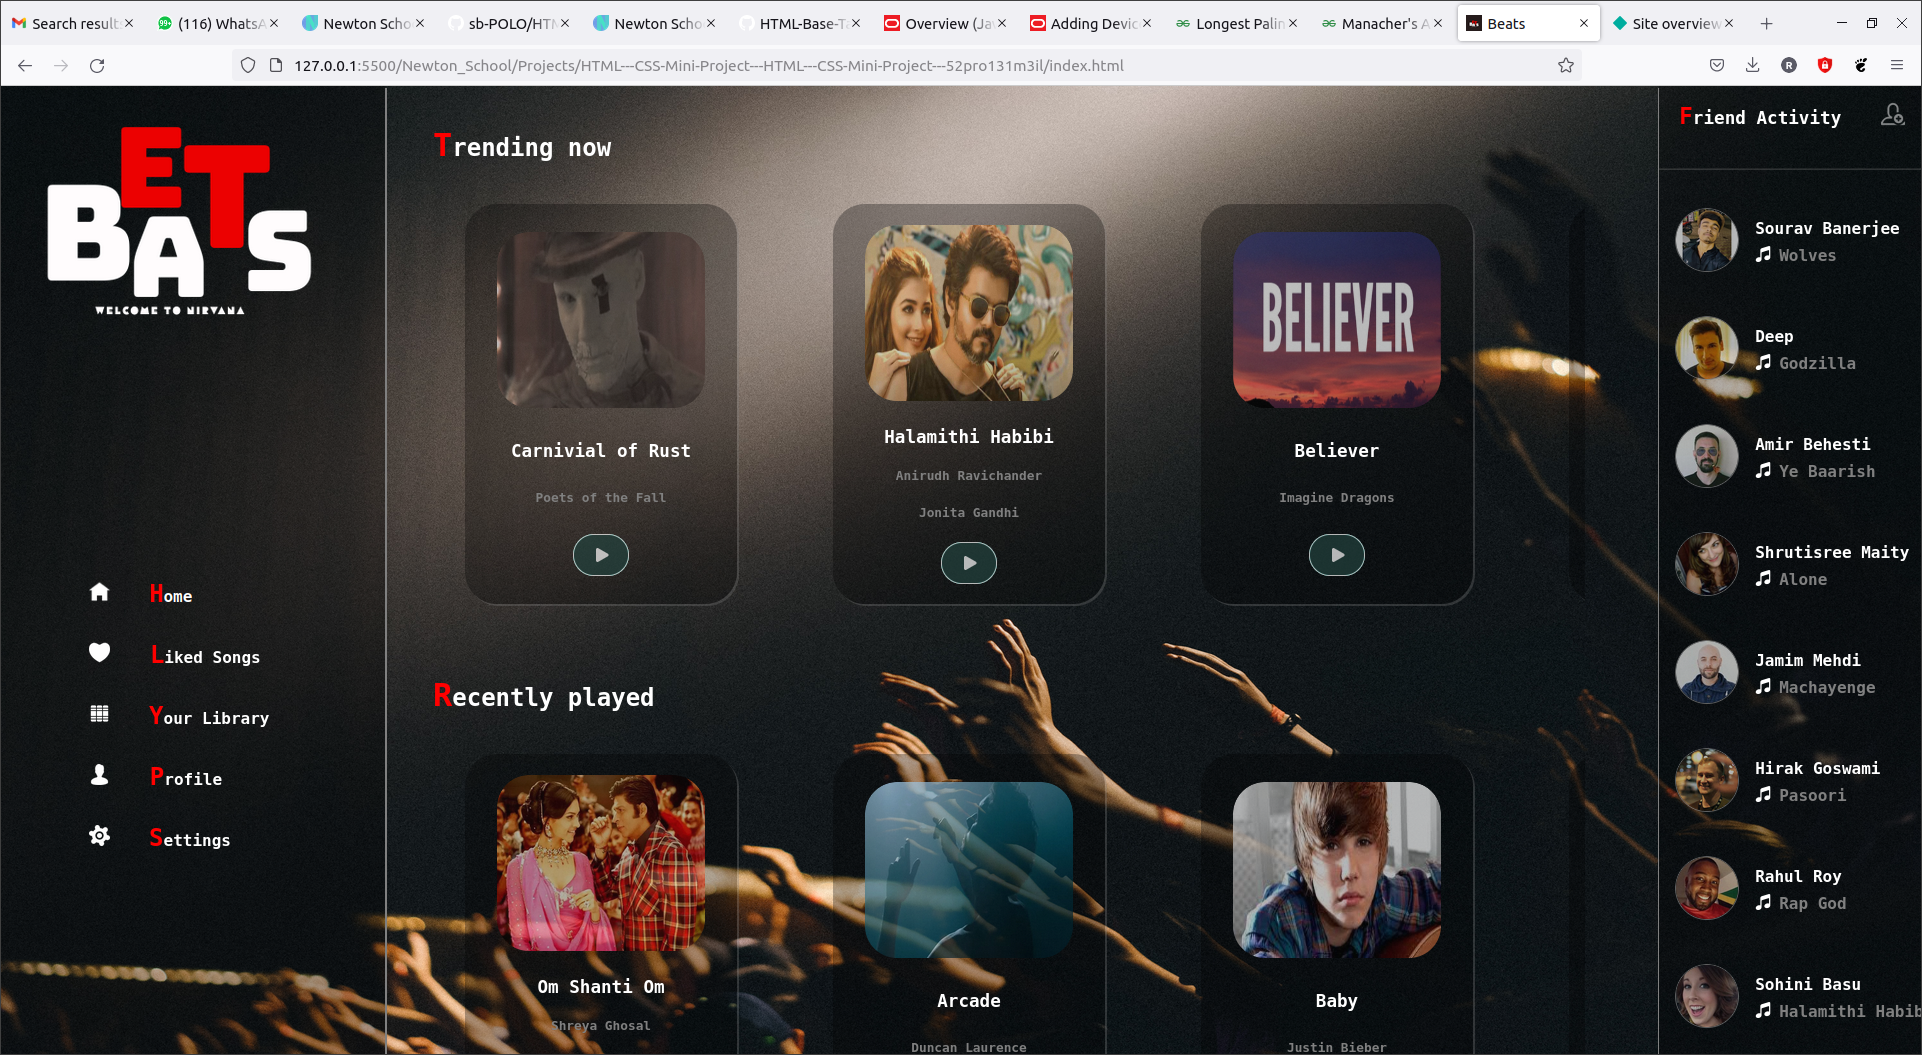 Search results
(116) WhatsA
Newton Scho
sb-POLO/HTM
Newton Scho
HTML-Base-Ta
Overview (Jav
Adding Device
Longest Palin
Manacher's A
Beats
Site overview
127.0.0.1:5500/Newton_School/Projects/HTML---CSS-Mini-Project---HTML---CSS-Mini-Project---52pro131m3il/index.html
BEATS
WELCOME TO NIRVANA
Home
Liked Songs
Your Library
Profile
Settings
Trending now
Carnivial of Rust
Poets of the Fall
Halamithi Habibi
Anirudh Ravichander
Jonita Gandhi
BELIEVER
Believer
Imagine Dragons
Recently played
Om Shanti Om
Shreya Ghosal
Arcade
Duncan Laurence
Baby
Justin Bieber
Friend Activity
Sourav Banerjee
Wolves
Deep
Godzilla
Amir Behesti
Ye Baarish
Shrutisree Maity
Alone
Jamim Mehdi
Machayenge
Hirak Goswami
Pasoori
Rahul Roy
Rap God
Sohini Basu
Halamithi Habib